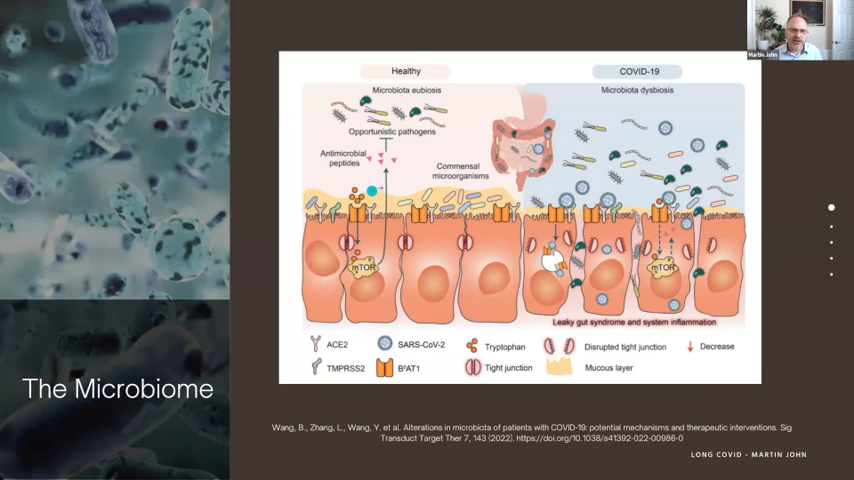 Martin John
Healthy
COVID-19
Microbiota eubiosis
Microbiota dysbiosis
Opportunistic pathogens
Antimicrobial
peptides
Commensal
microorganisms
mTOR
mTOR
Leaky gut syndrome and system inflammation
ACE2
SARS-CoV-2
Tryptophan
Disrupted tight junction
Decrease
TMPRSS2
B⁰AT1
Tight junction
Mucous layer
The Microbiome
Wang, B., Zhang, L., Wang, Y. et al. Alterations in microbiota of patients with COVID-19: potential mechanisms and therapeutic interventions. Sig
Transduct Target Ther 7, 143 (2022). https://doi.org/10.1038/s41392-022-00986-0
LONG COVID - MARTIN JOHN